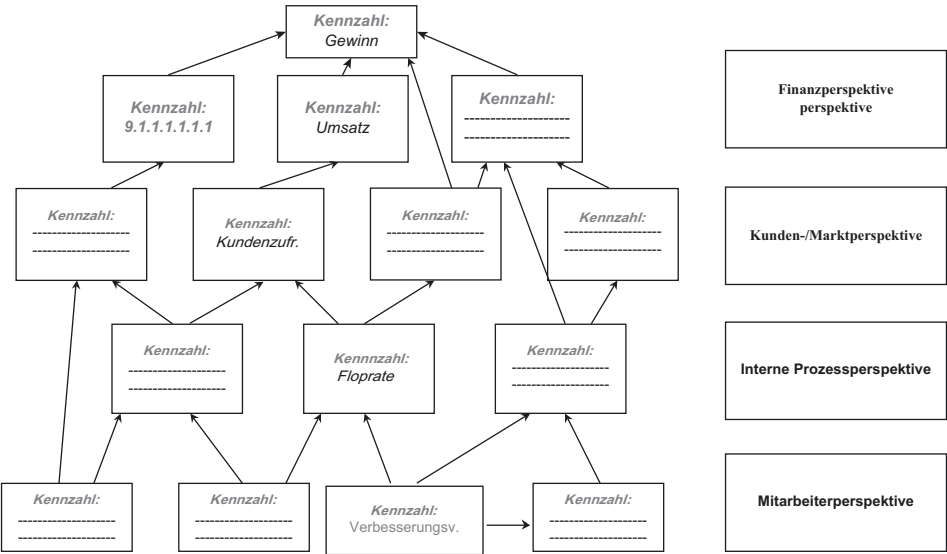 Kennzahl:
Gewinn
Kennzahl:
9.1.1.1.1.1.1
Kennzahl:
Umsatz
Kennzahl:
---------------------
---------------------
Finanzperspektive
perspektive
Kennzahl:
-------------------
-------------------
Kennzahl:
Kundenzufr.
Kennzahl:
-------------------
-------------------
Kennzahl:
-------------------
-------------------
Kunden-/Marktperspektive
Kennzahl:
-------------------
-------------------
Kennnzahl:
Floprate
Kennzahl:
-------------------
-------------------
Interne Prozessperspektive
Kennzahl:
-------------------
-------------------
Kennzahl:
-------------------
-------------------
Kennzahl:
Verbesserungsv.
Kennzahl:
-------------------
-------------------
Mitarbeiterperspektive